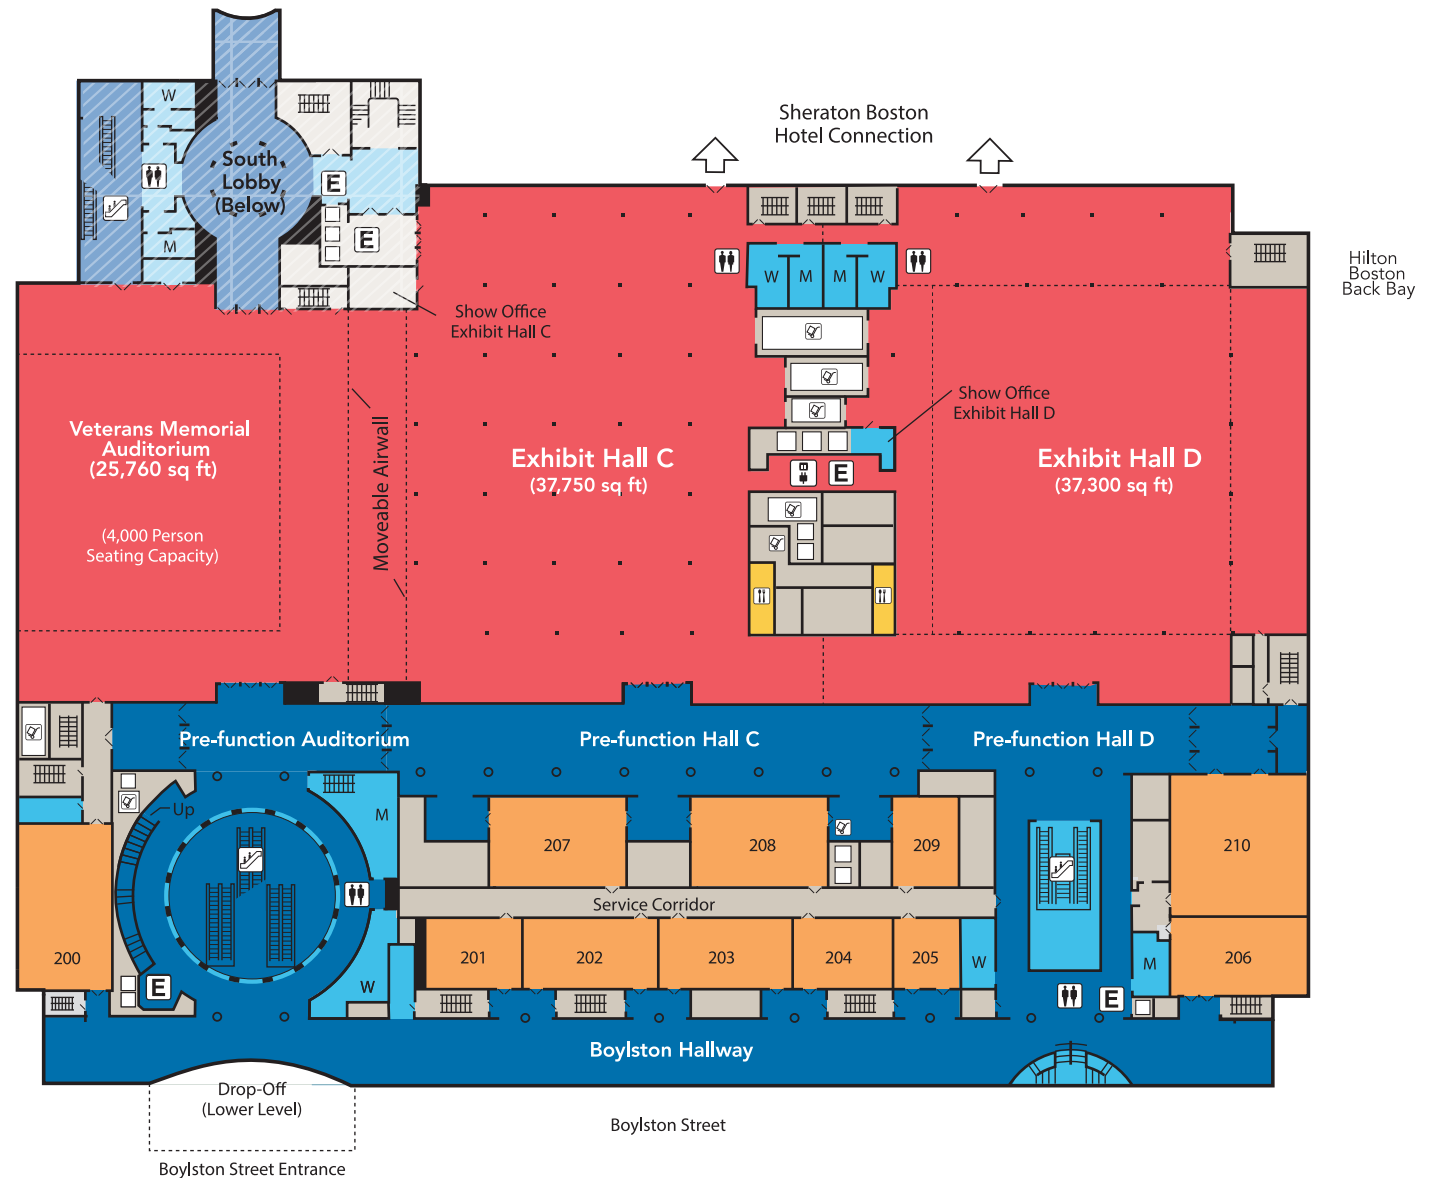 W
South
Lobby
(Below)
E
M
E
Show Office
Exhibit Hall C
Sheraton Boston
Hotel Connection
W
M
M
W
Hilton
Boston
Back Bay
Show Office
Exhibit Hall D
Veterans Memorial
Auditorium
(25,760 sq ft)
(4,000 Person
Seating Capacity)
Moveable Airwall
Exhibit Hall C
(37,750 sq ft)
E
Exhibit Hall D
(37,300 sq ft)
Pre-function Auditorium
Pre-function Hall C
Pre-function Hall D
Up
M
207
208
209
210
Service Corridor
200
E
W
201
202
203
204
205
W
M
206
E
Boylston Hallway
Drop-Off
(Lower Level)
Boylston Street
Boylston Street Entrance